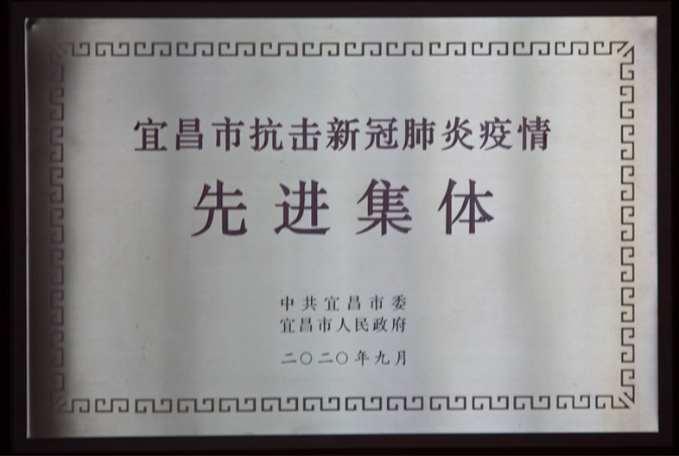 宜昌市抗击新冠肺炎疫情
先进集体
中共宜昌市委
宜昌市人民政府
二〇二〇年九月